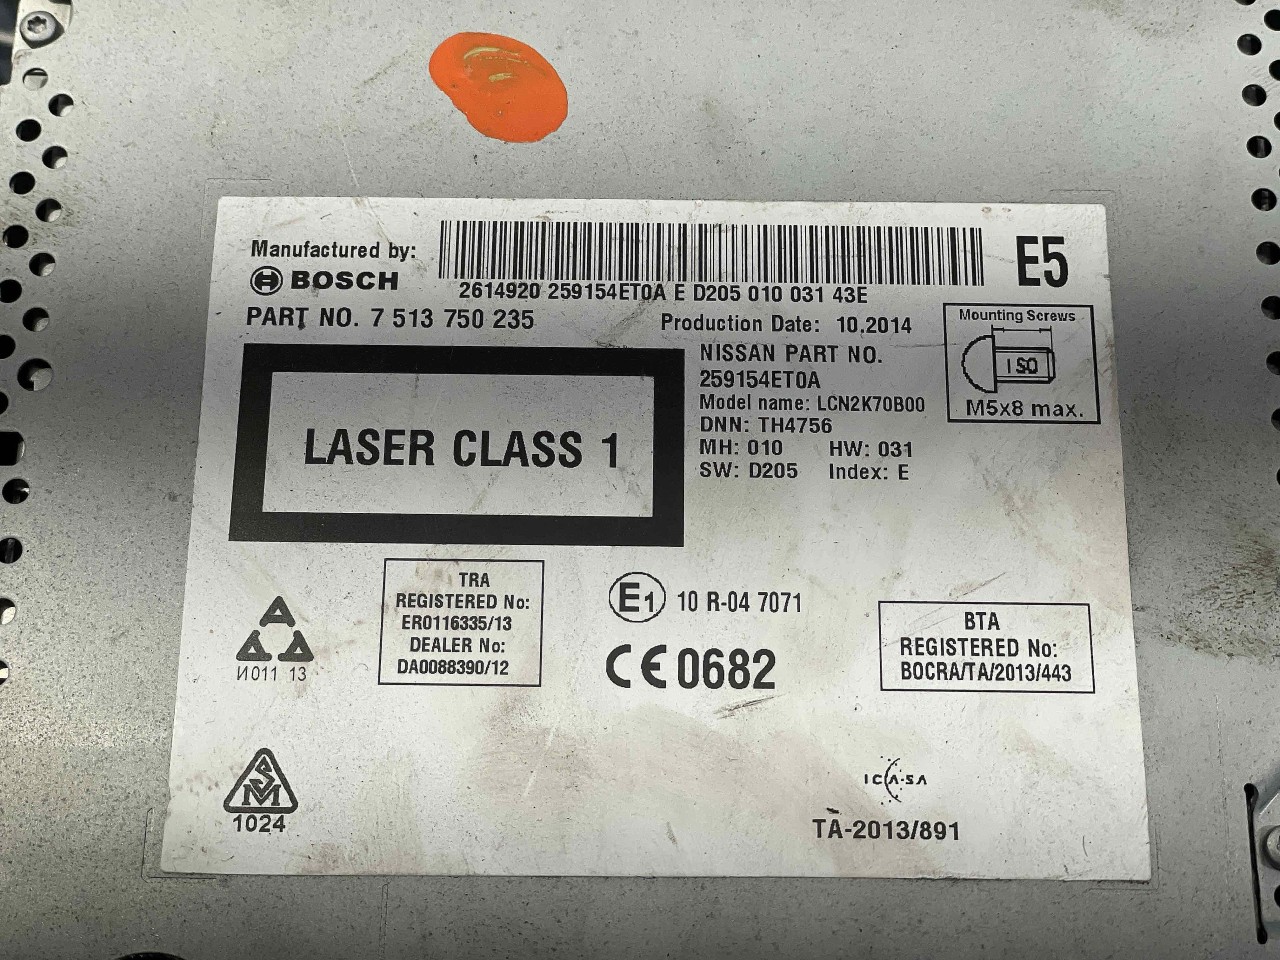 Manufactured by:
BOSCH
2614920 259154ET0A E D205 010 031 43E
E5
PART NO. 7 513 750 235
Production Date: 10.2014
Mounting Screws
ISO
M5x8 max.
NISSAN PART NO.
259154ET0A
Model name: LCN2K70B00
DNN: TH4756
MH: 010 HW: 031
SW: D205 Index: E
LASER CLASS 1
TRA
REGISTERED No:
ER0116335/13
DEALER No:
DA0088390/12
E1 10 R-04 7071
CE 0682
BTA
REGISTERED No:
BOCRA/TA/2013/443
И011 13
SM
1024
ICASA
TA-2013/891